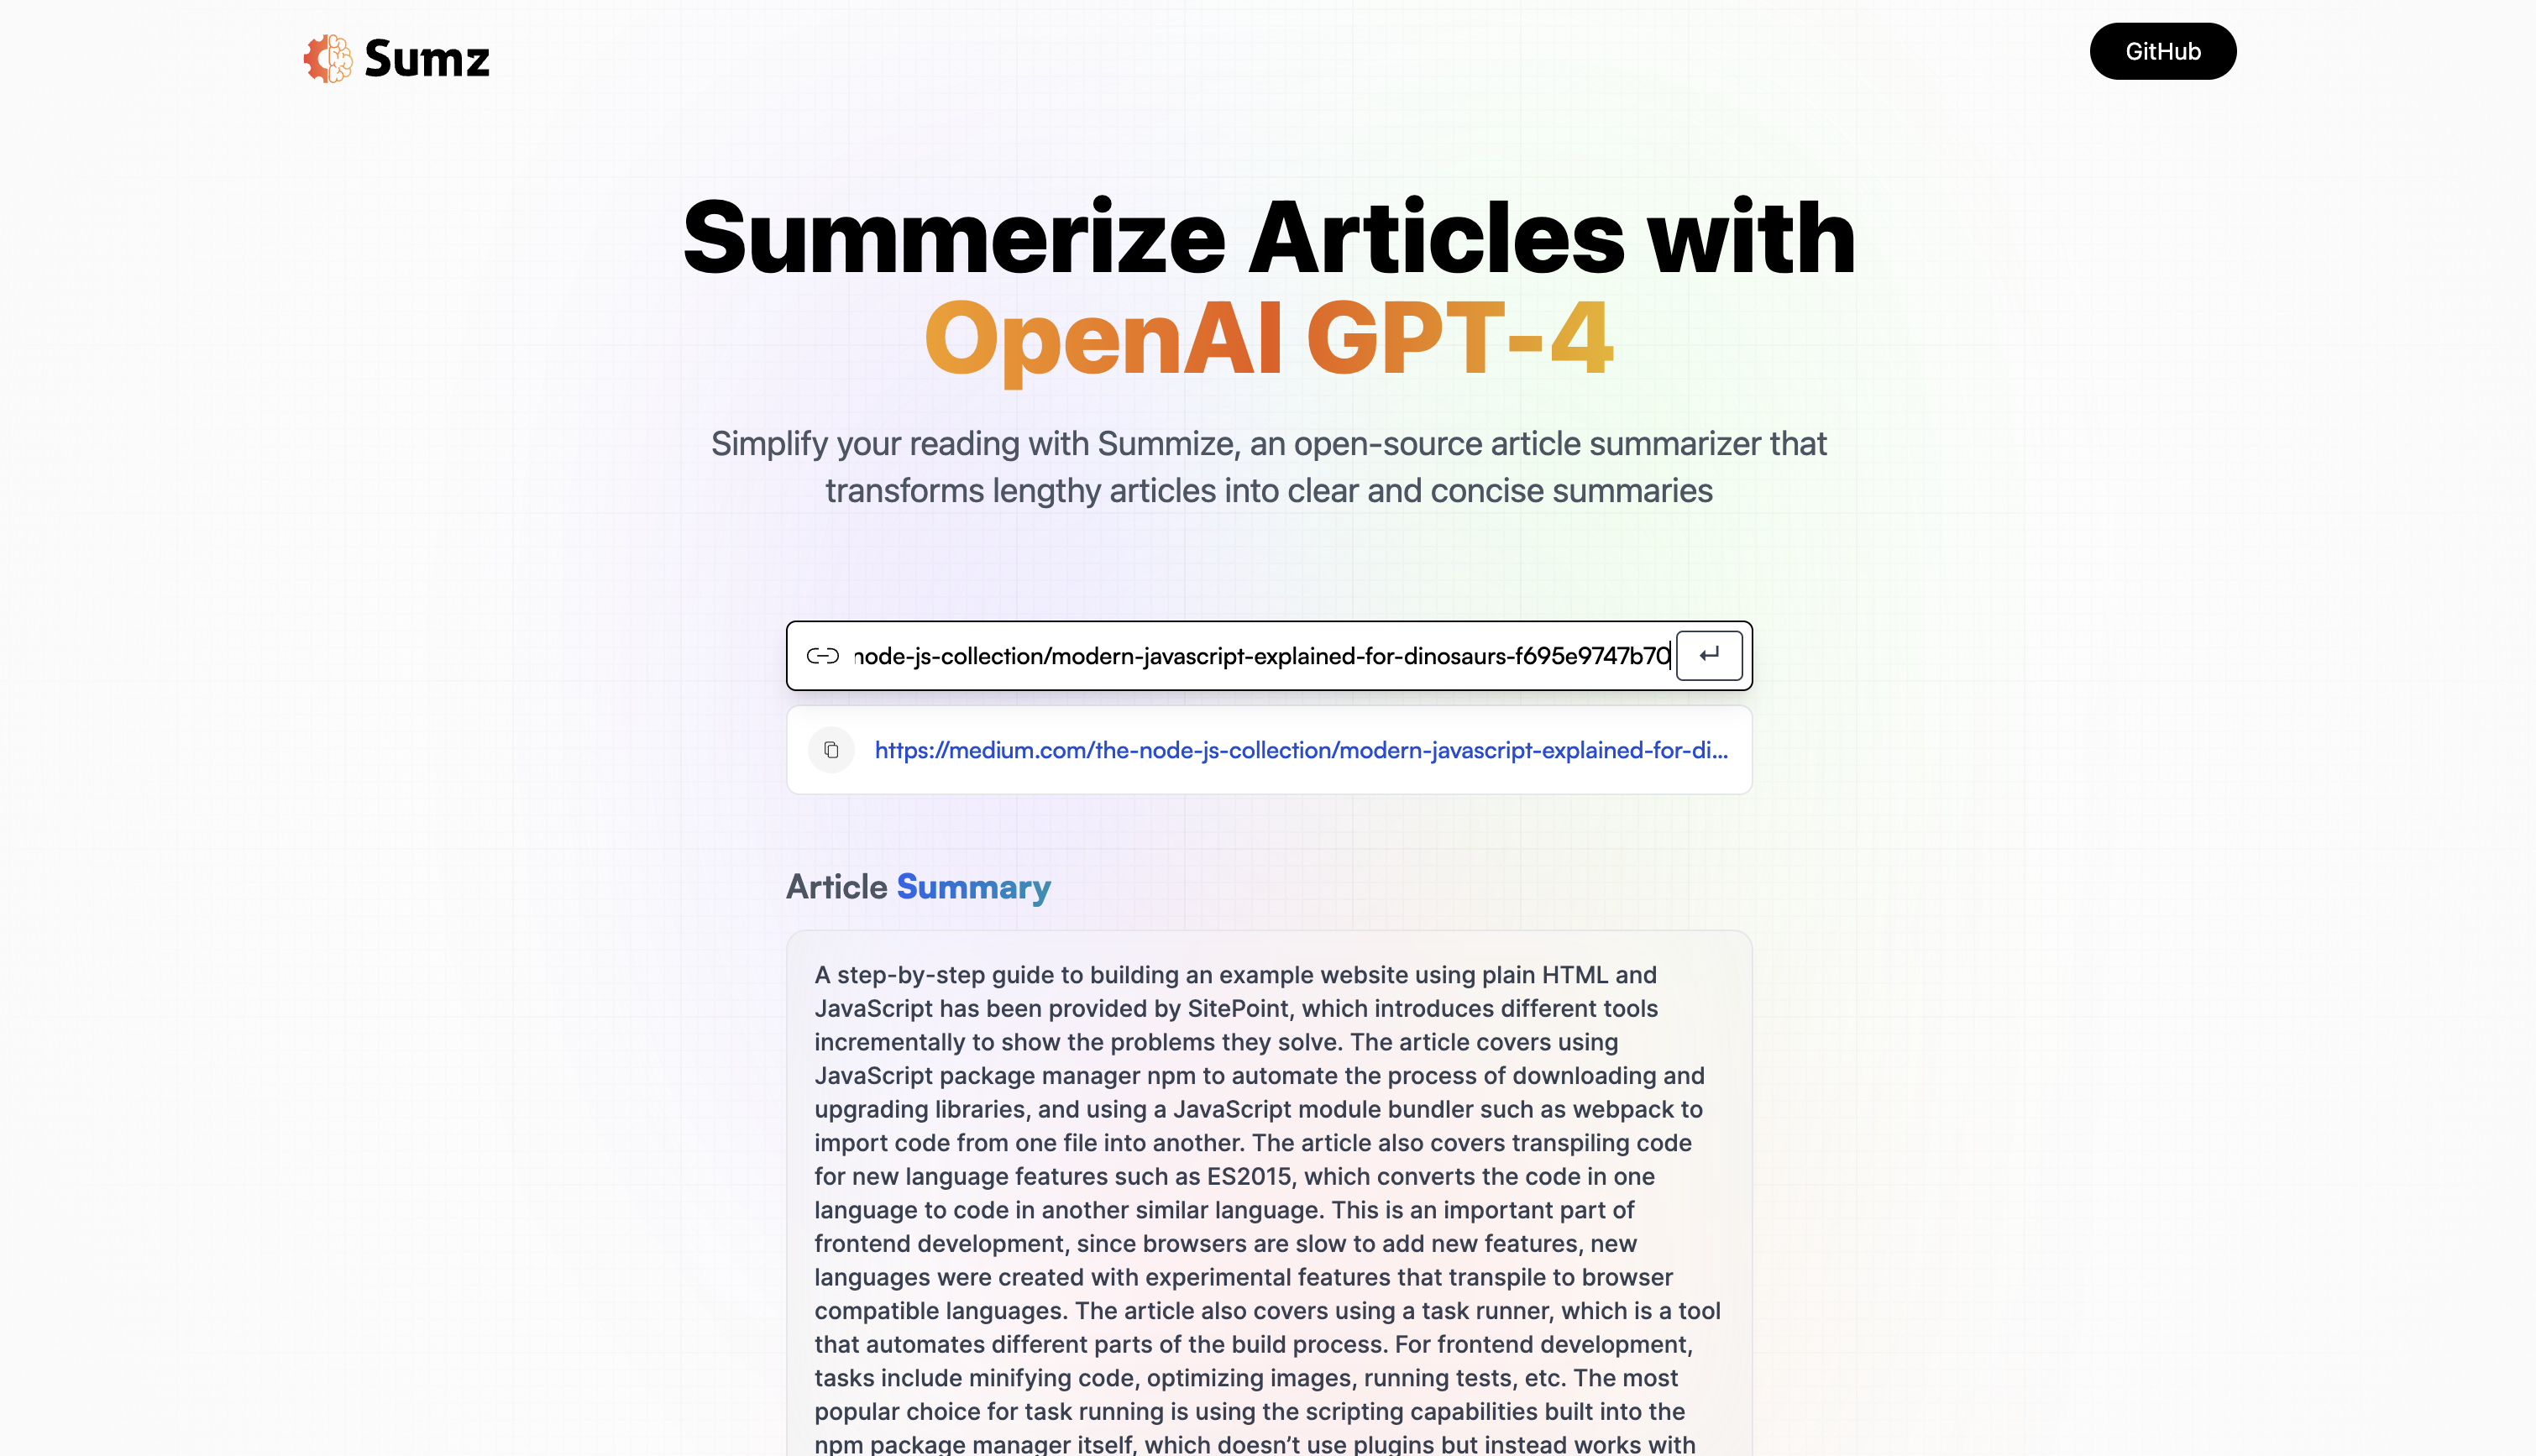 Sumz
GitHub
Summerize Articles with
OpenAI GPT-4
Simplify your reading with Summize, an open-source article summarizer that
transforms lengthy articles into clear and concise summaries
node-js-collection/modern-javascript-explained-for-dinosaurs-f695e9747b70
https://medium.com/the-node-js-collection/modern-javascript-explained-for-di...
Article Summary
A step-by-step guide to building an example website using plain HTML and
JavaScript has been provided by SitePoint, which introduces different tools
incrementally to show the problems they solve. The article covers using
JavaScript package manager npm to automate the process of downloading and
upgrading libraries, and using a JavaScript module bundler such as webpack to
import code from one file into another. The article also covers transpiling code
for new language features such as ES2015, which converts the code in one
language to code in another similar language. This is an important part of
frontend development, since browsers are slow to add new features, new
languages were created with experimental features that transpile to browser
compatible languages. The article also covers using a task runner, which is a tool
that automates different parts of the build process. For frontend development,
tasks include minifying code, optimizing images, running tests, etc. The most
popular choice for task running is using the scripting capabilities built into the
npm package manager itself, which doesn’t use plugins but instead works with